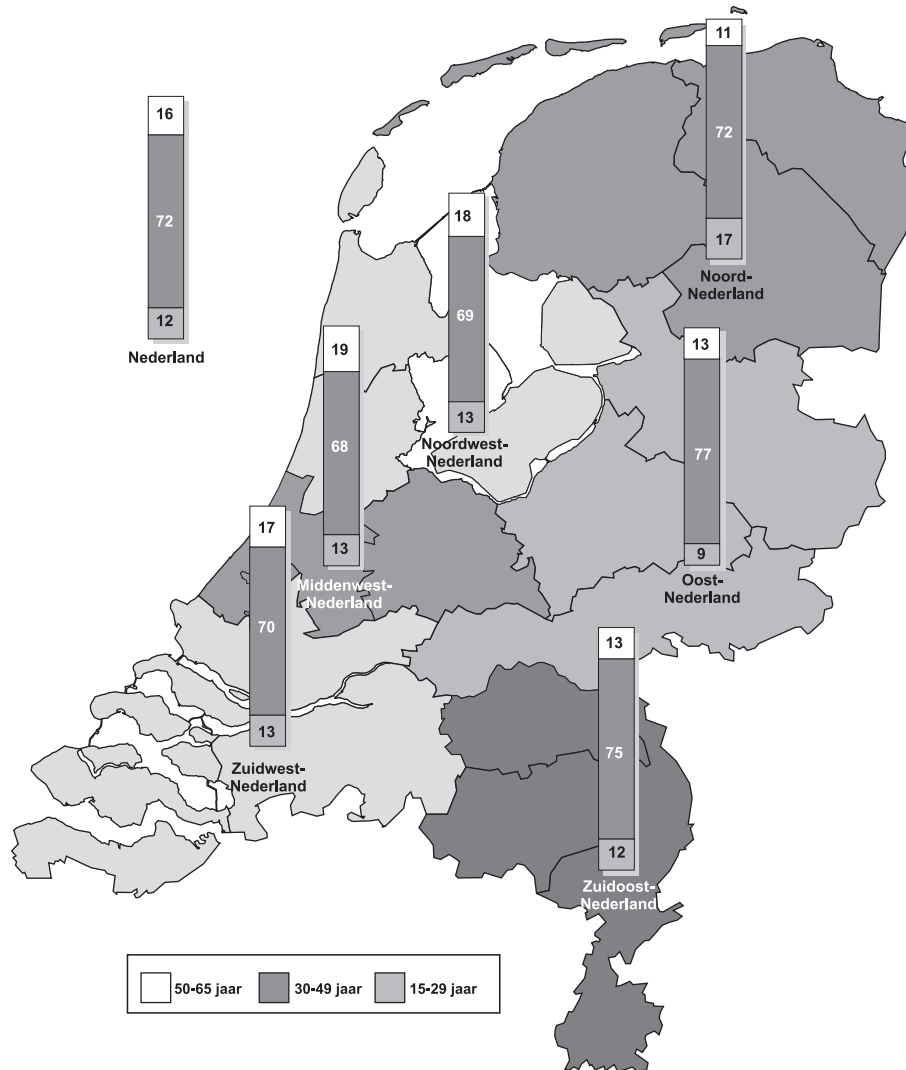 16
72
12
Nederland
11
72
17
Noord-
Nederland
18
69
13
Noordwest-
Nederland
19
68
13
Middenwest-
Nederland
13
77
9
Oost-
Nederland
17
70
13
Zuidwest-
Nederland
13
75
12
Zuidoost-
Nederland
50-65 jaar
30-49 jaar
15-29 jaar